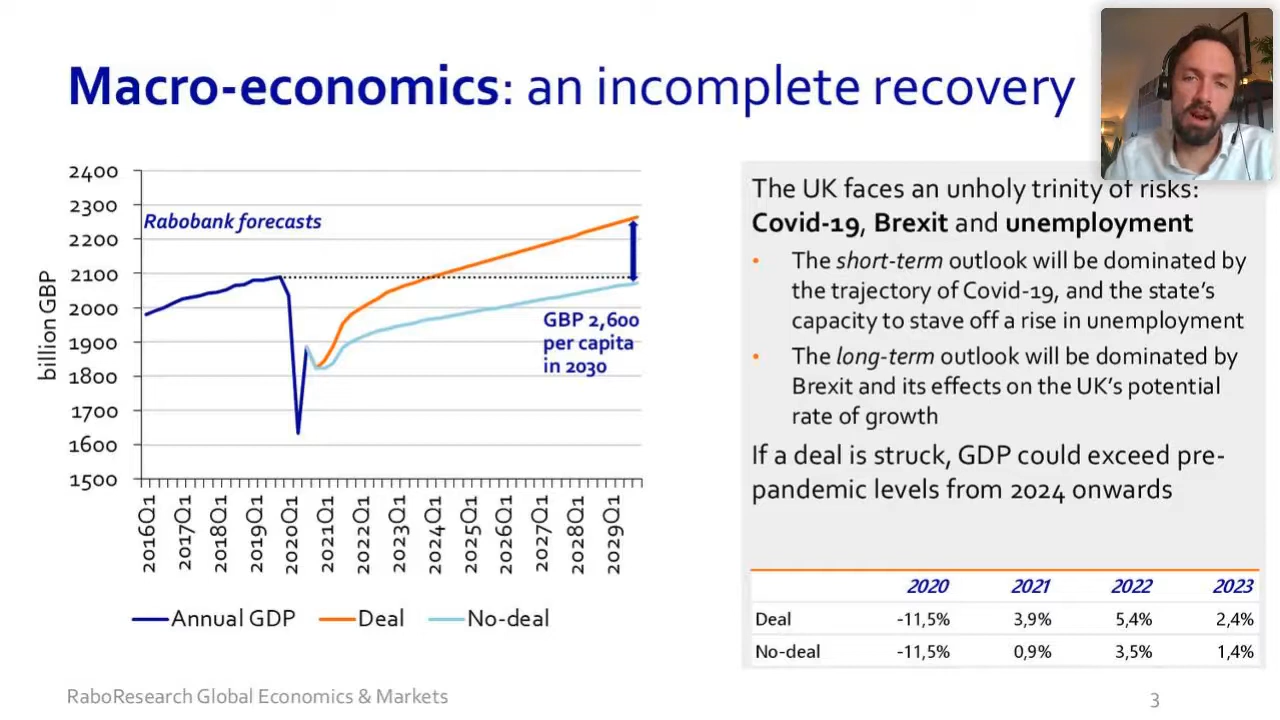 Macro-economics: an incomplete recovery
2400
2300
2200
2100
2000
1900
1800
1700
1600
1500
billion GBP
Rabobank forecasts
GBP 2,600
per capita
in 2030
2016Q1
2017Q1
2018Q1
2019Q1
2020Q1
2021Q1
2022Q1
2023Q1
2024Q1
2025Q1
2026Q1
2027Q1
2028Q1
2029Q1
Annual GDP Deal No-deal
The UK faces an unholy trinity of risks:
Covid-19, Brexit and unemployment
• The short-term outlook will be dominated by
the trajectory of Covid-19, and the state's
capacity to stave off a rise in unemployment
• The long-term outlook will be dominated by
Brexit and its effects on the UK's potential
rate of growth
If a deal is struck, GDP could exceed pre-
pandemic levels from 2024 onwards
2020 2021 2022 2023
Deal -11,5% 3,9% 5,4% 2,4%
No-deal -11,5% 0,9% 3,5% 1,4%
RaboResearch Global Economics & Markets
3